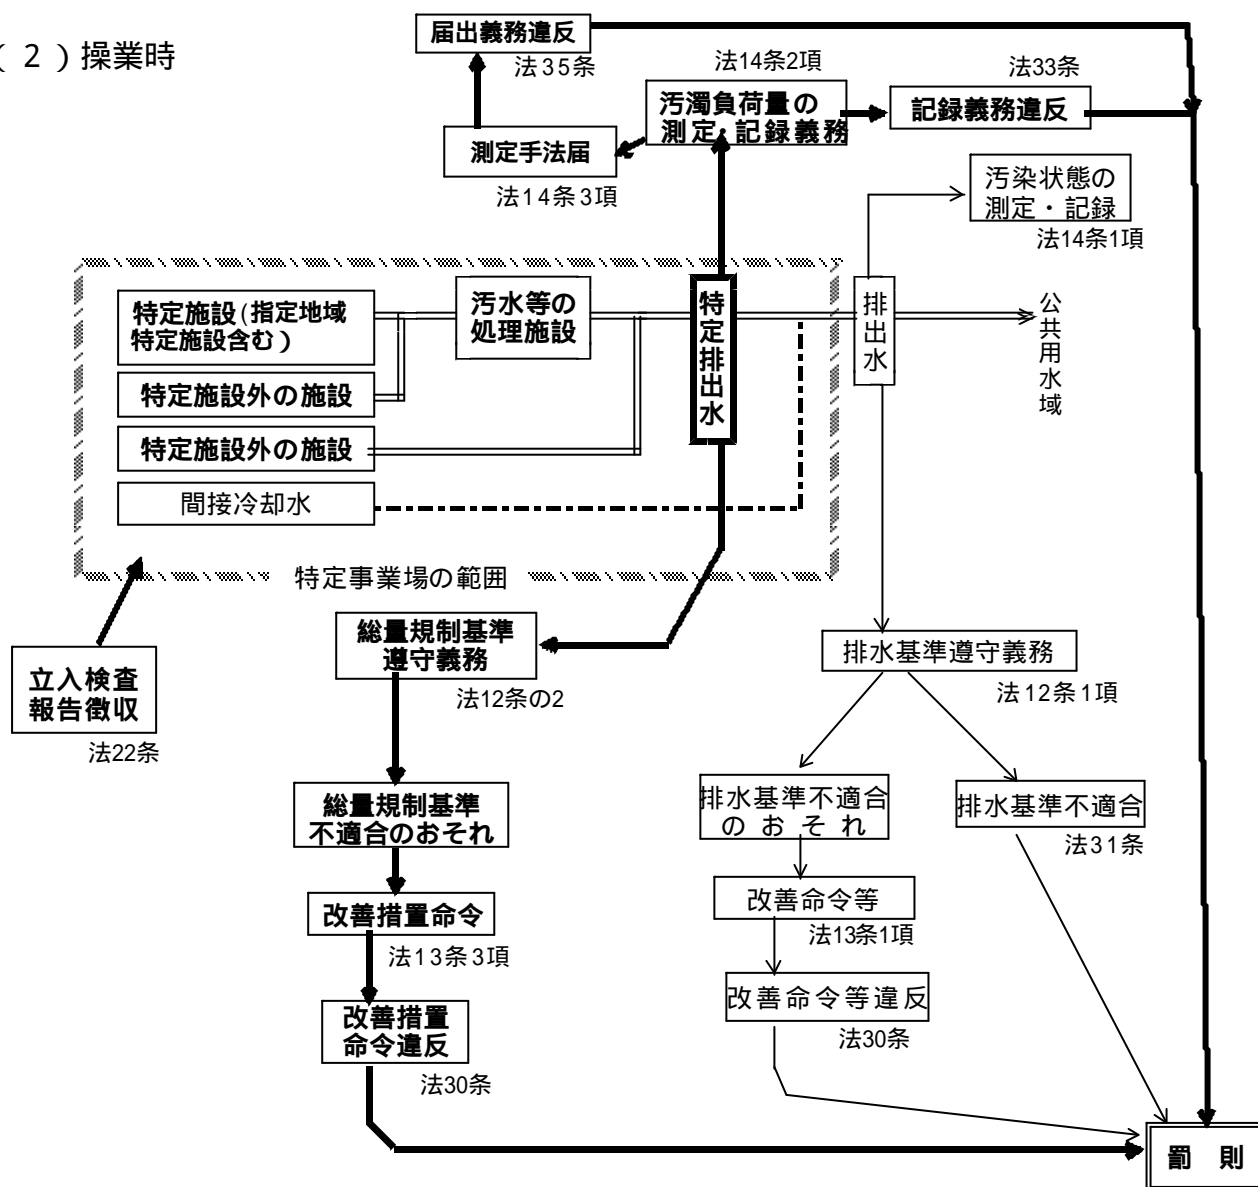 (２)操業時
届出義務違反
法35条
法14条2項
法33条
汚濁負荷量の
測定・記録義務
記録義務違反
測定手法届
法14条3項
汚染状態の
測定・記録
法14条1項
特定施設(指定地域
特定施設含む)
汚水等の
処理施設
特定排出水
排出水
公共用水域
特定施設外の施設
特定施設外の施設
間接冷却水
特定事業場の範囲
総量規制基準
遵守義務
法12条の2
排水基準遵守義務
法12条1項
立入検査
報告徴収
法22条
総量規制基準
不適合のおそれ
排水基準不適合
のおそれ
排水基準不適合
法31条
改善措置命令
法13条3項
改善命令等
法13条1項
改善措置
命令違反
法30条
改善命令等違反
法30条
罰則